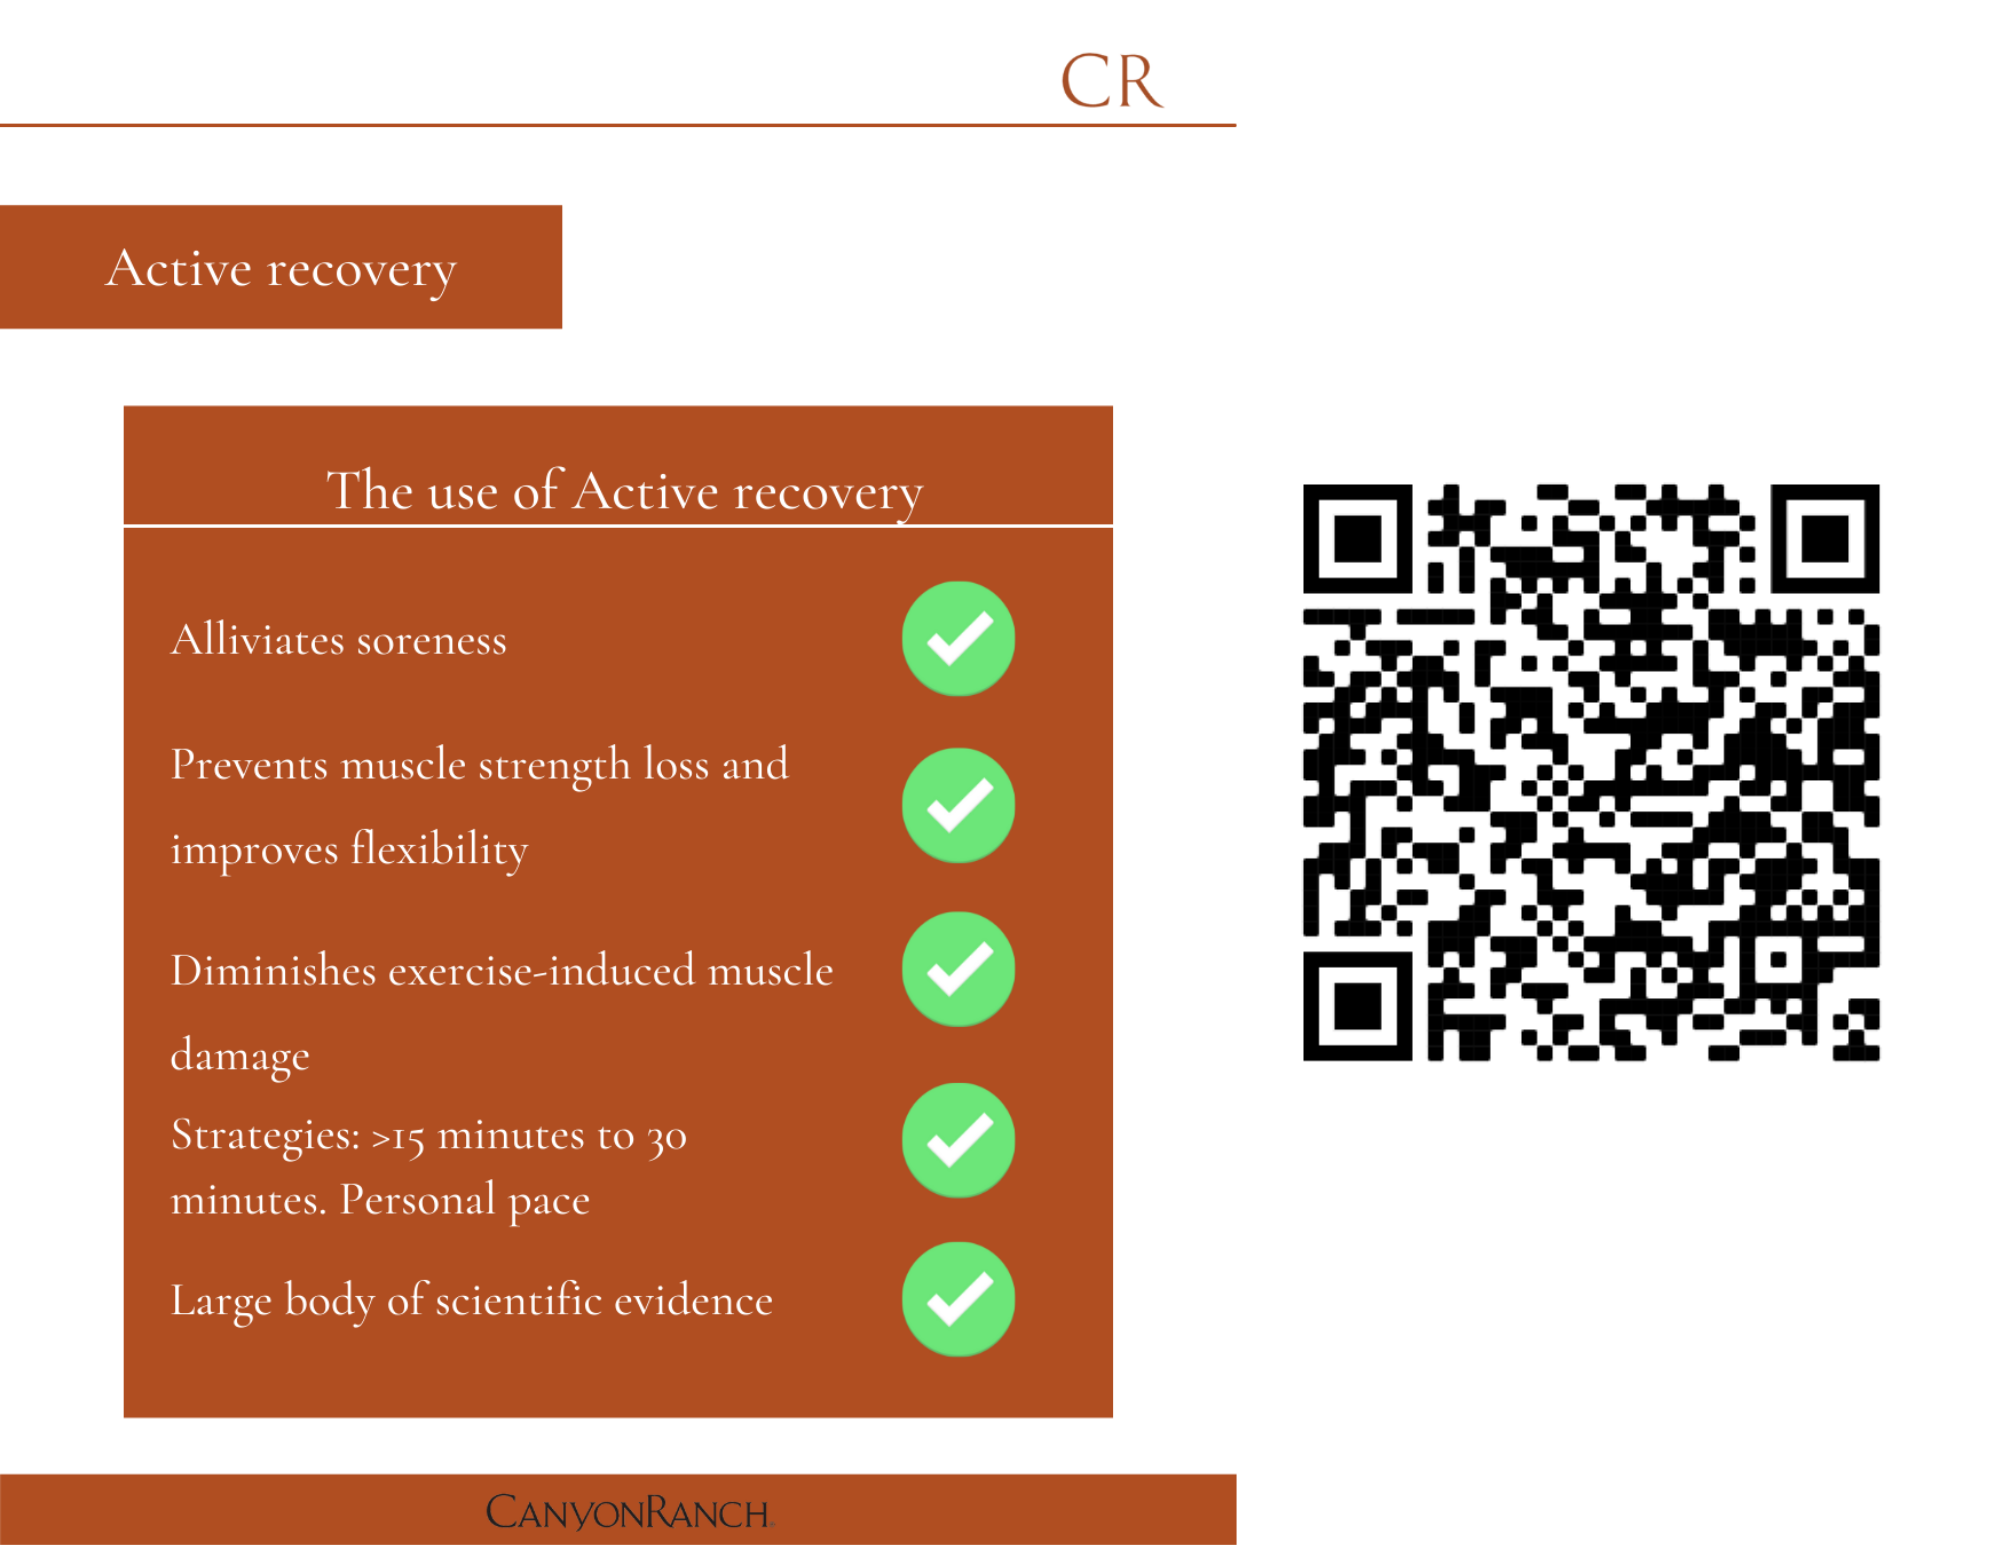 CR
Active recovery
The use of Active recovery
Alliviates soreness
Prevents muscle strength loss and
improves flexibility
Diminishes exercise-induced muscle
damage
Strategies: >15 minutes to 30
minutes. Personal pace
Large body of scientific evidence
CANYONRANCH